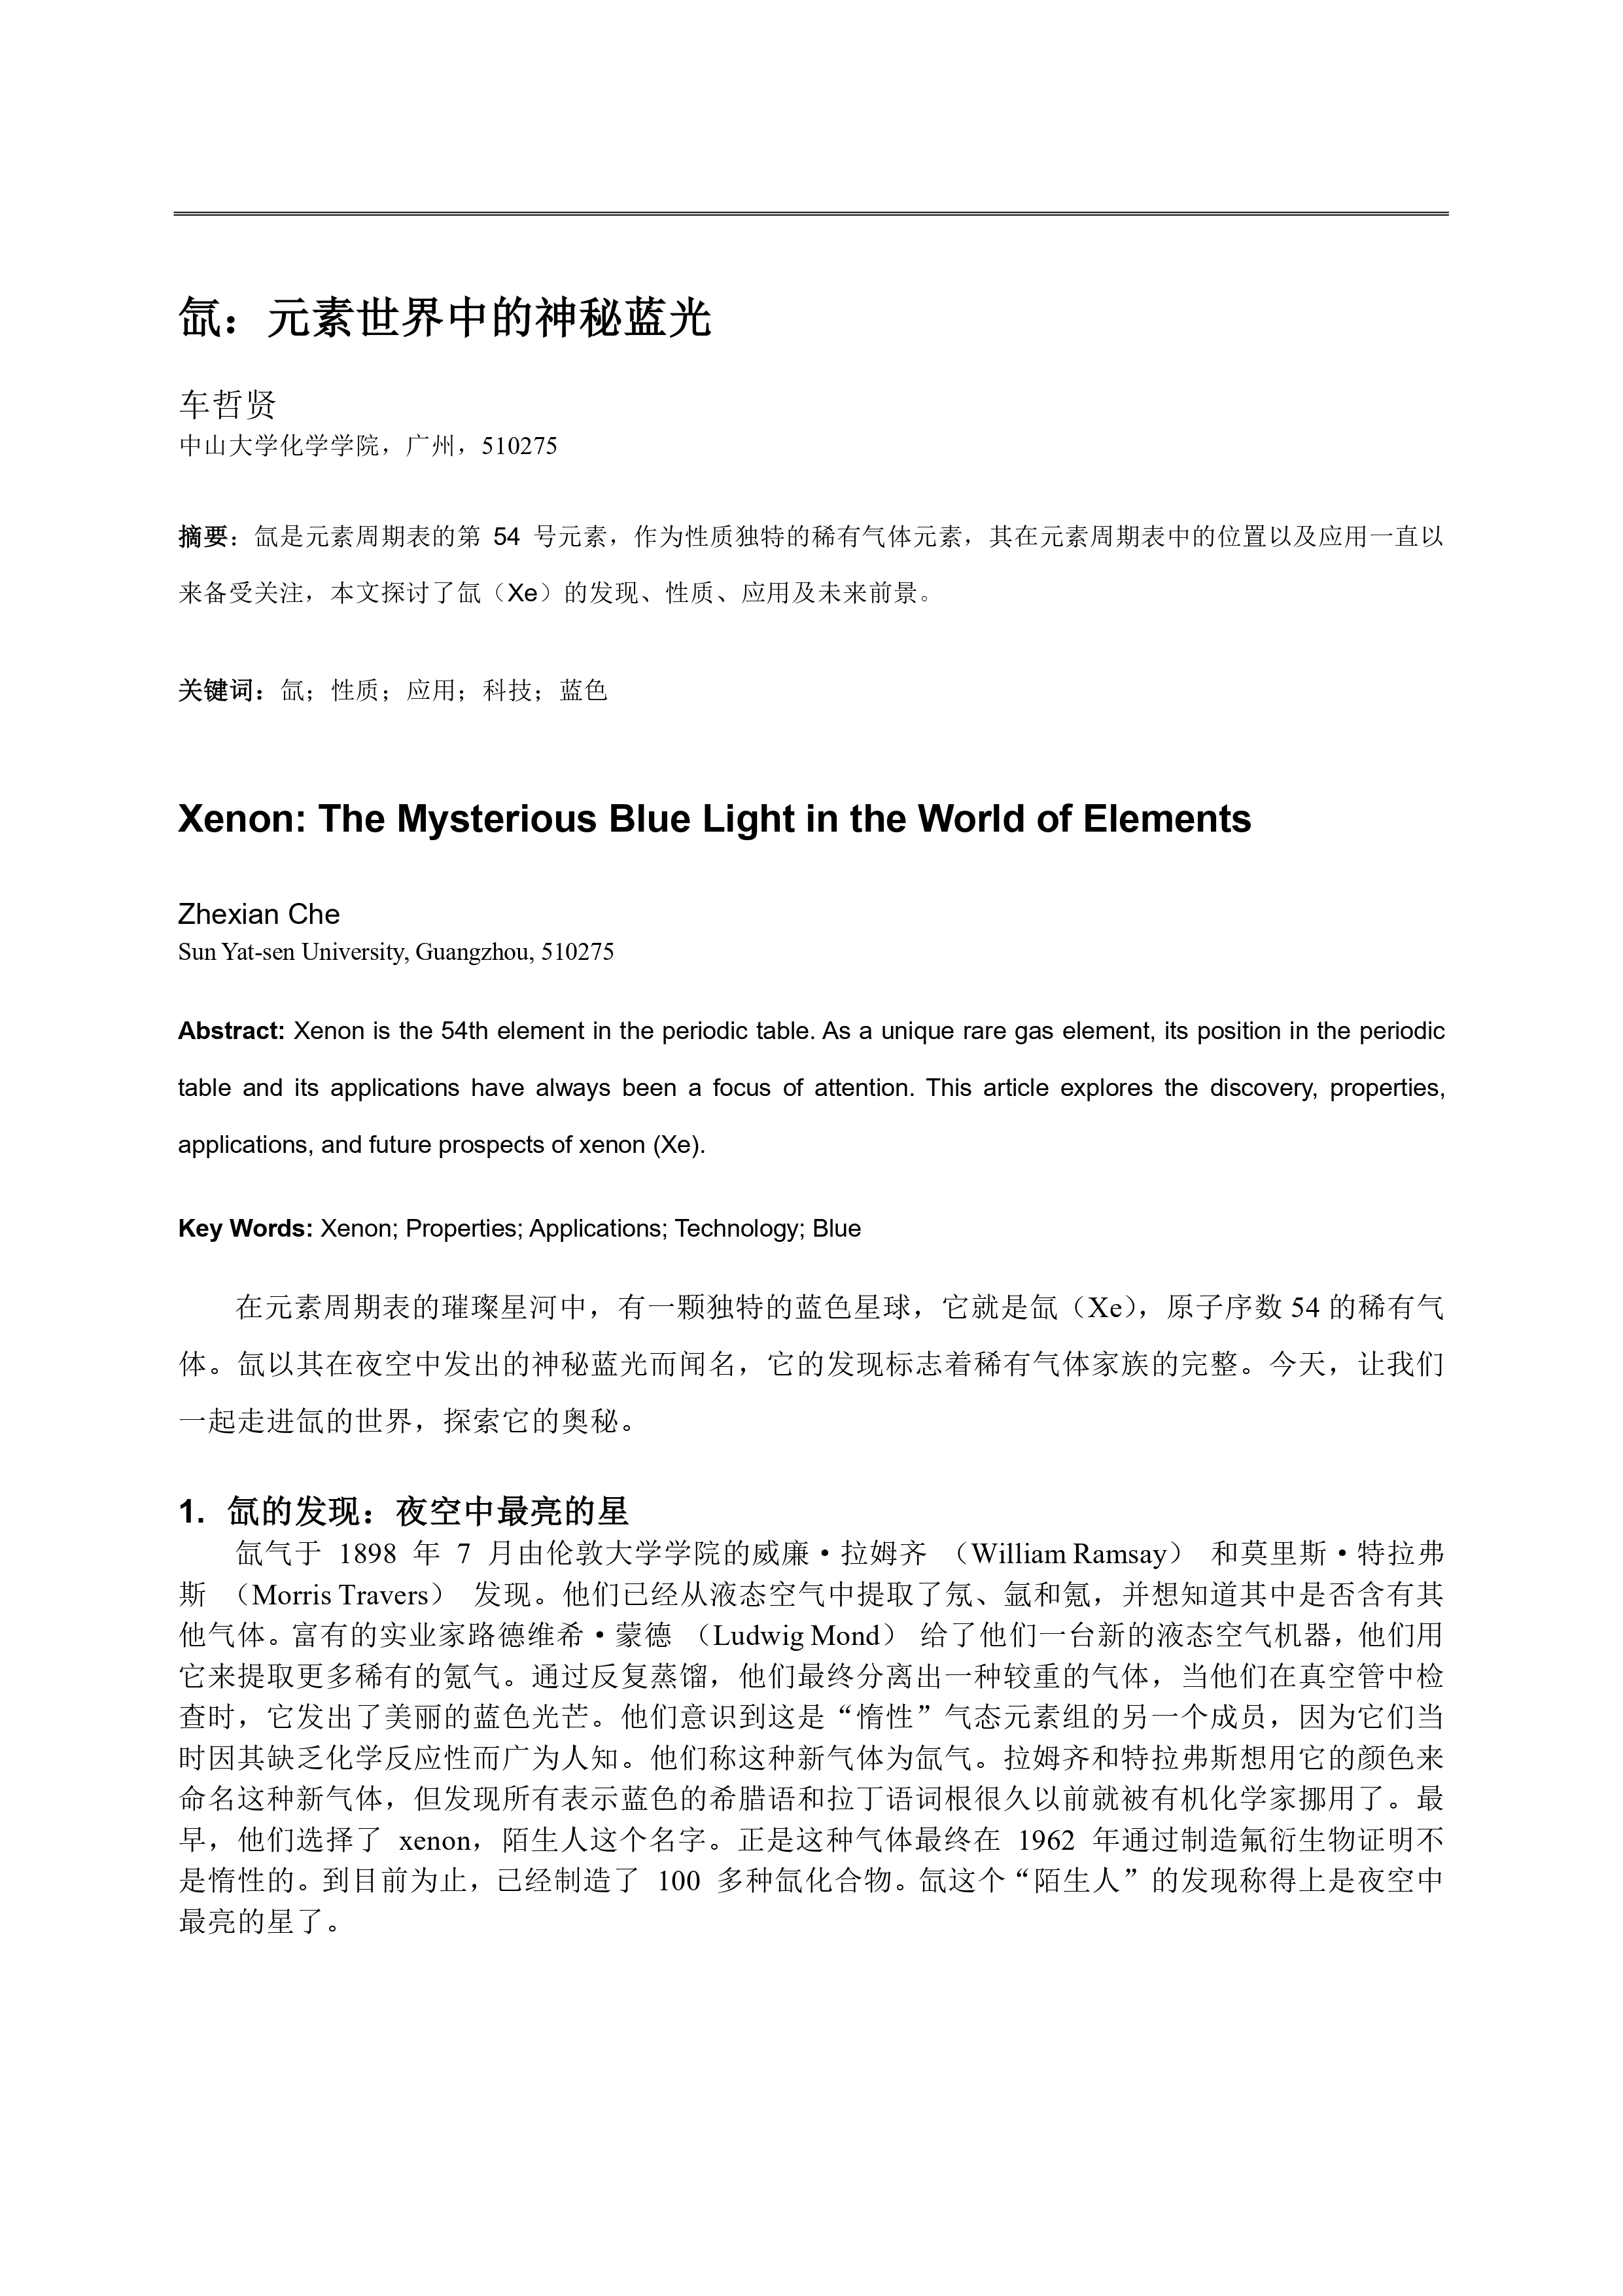 氙：元素世界中的神秘蓝光
车哲贤
中山大学化学学院，广州，510275
摘要：氙是元素周期表的第 54 号元素，作为性质独特的稀有气体元素，其在元素周期表中的位置以及应用一直以
来备受关注，本文探讨了氙（Xe）的发现、性质、应用及未来前景。
关键词：氙；性质；应用；科技；蓝色
Xenon: The Mysterious Blue Light in the World of Elements
Zhexian Che
Sun Yat-sen University, Guangzhou, 510275
Abstract: Xenon is the 54th element in the periodic table. As a unique rare gas element, its position in the periodic
table and its applications have always been a focus of attention. This article explores the discovery, properties,
applications, and future prospects of xenon (Xe).
Key Words: Xenon; Properties; Applications; Technology; Blue
在元素周期表的璀璨星河中，有一颗独特的蓝色星球，它就是氙（Xe），原子序数 54 的稀有气
体。氙以其在夜空中发出的神秘蓝光而闻名，它的发现标志着稀有气体家族的完整。今天，让我们
一起走进氙的世界，探索它的奥秘。
1. 氙的发现：夜空中最亮的星
氙气于 1898 年 7 月由伦敦大学学院的威廉·拉姆齐 （William Ramsay） 和莫里斯·特拉弗
斯 （Morris Travers） 发现。他们已经从液态空气中提取了氖、氩和氪，并想知道其中是否含有其
他气体。富有的实业家路德维希·蒙德 （Ludwig Mond） 给了他们一台新的液态空气机器，他们用
它来提取更多稀有的氪气。通过反复蒸馏，他们最终分离出一种较重的气体，当他们在真空管中检
查时，它发出了美丽的蓝色光芒。他们意识到这是“惰性”气态元素组的另一个成员，因为它们当
时因其缺乏化学反应性而广为人知。他们称这种新气体为氙气。拉姆齐和特拉弗斯想用它的颜色来
命名这种新气体，但发现所有表示蓝色的希腊语和拉丁语词根很久以前就被有机化学家挪用了。最
早，他们选择了 xenon，陌生人这个名字。正是这种气体最终在 1962 年通过制造氟衍生物证明不
是惰性的。到目前为止，已经制造了 100 多种氙化合物。氙这个“陌生人”的发现称得上是夜空中
最亮的星了。